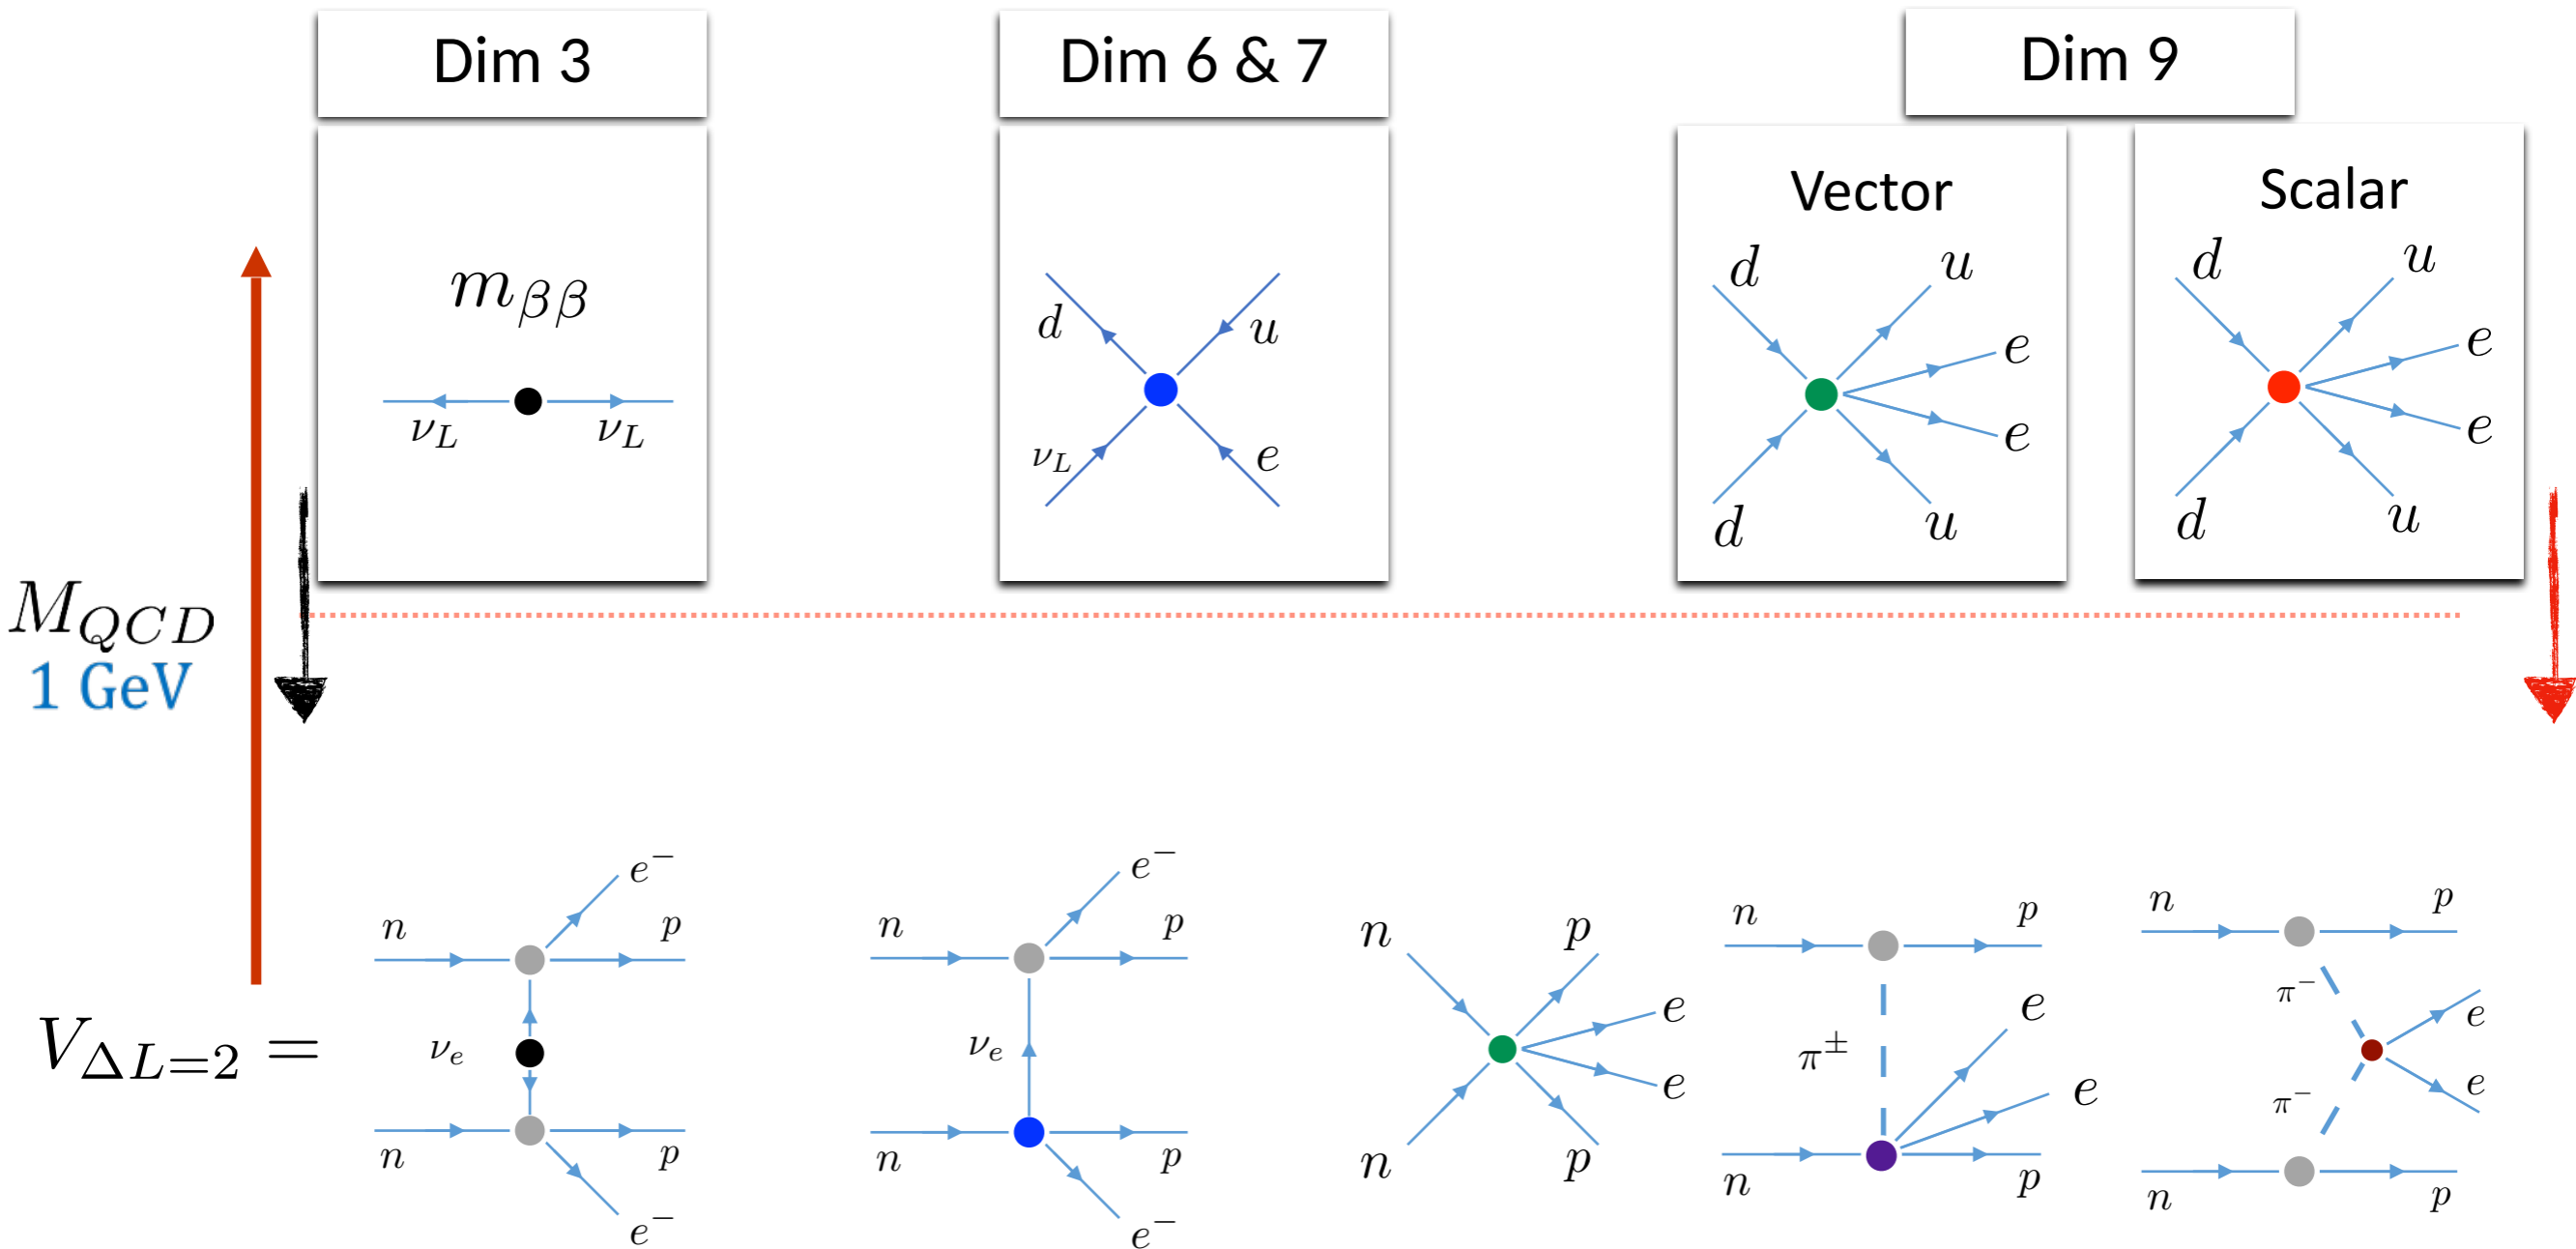 Dim 3
Dim 6 & 7
Dim 9
Vector
Scalar
m_{ββ}
ν_L
ν_L
d
u
ν_L
e
d
u
e
e
d
u
d
u
e
e
d
u
M_{QCD}
1 GeV
V_{ΔL=2} =
n
e⁻
p
ν_e
n
p
e⁻
n
e⁻
p
ν_e
n
p
e⁻
n
p
e
e
n
p
n
p
π^±
e
e
n
p
n
p
π⁻
e
π⁻
e
n
p